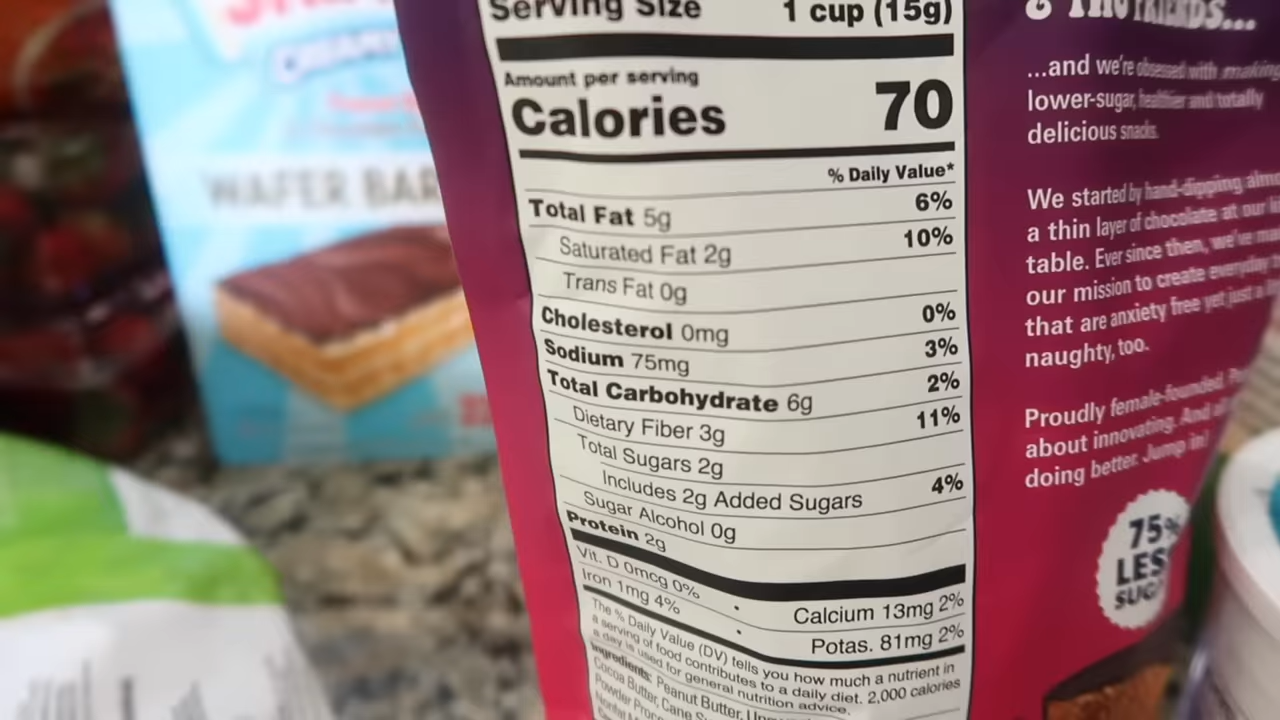 WAFER BAR
Serving Size 1 cup (15g)
Amount per serving
Calories 70
% Daily Value*
Total Fat 5g 6%
Saturated Fat 2g 10%
Trans Fat 0g
Cholesterol 0mg 0%
Sodium 75mg 3%
Total Carbohydrate 6g 2%
Dietary Fiber 3g 11%
Total Sugars 2g
Includes 2g Added Sugars 4%
Sugar Alcohol 0g
Protein 2g
Vit. D 0mcg 0% • Calcium 13mg 2%
Iron 1mg 4% • Potas. 81mg 2%
The % Daily Value (DV) tells you how much a nutrient in
a serving of food contributes to a daily diet. 2,000 calories
a day is used for general nutrition advice.
Ingredients: Peanut Butter,
Cocoa Butter, Cane
Powder
...and we're obsessed with making
lower-sugar, healthier and totally
delicious snacks.
We started by hand-dipping
a thin layer of chocolate at our
table. Ever since then, we've
our mission to create everyday
that are anxiety free yet just a
naughty, too.
Proudly female-founded.
about innovating. And
doing better. Jump in!
75%
LESS
SUG